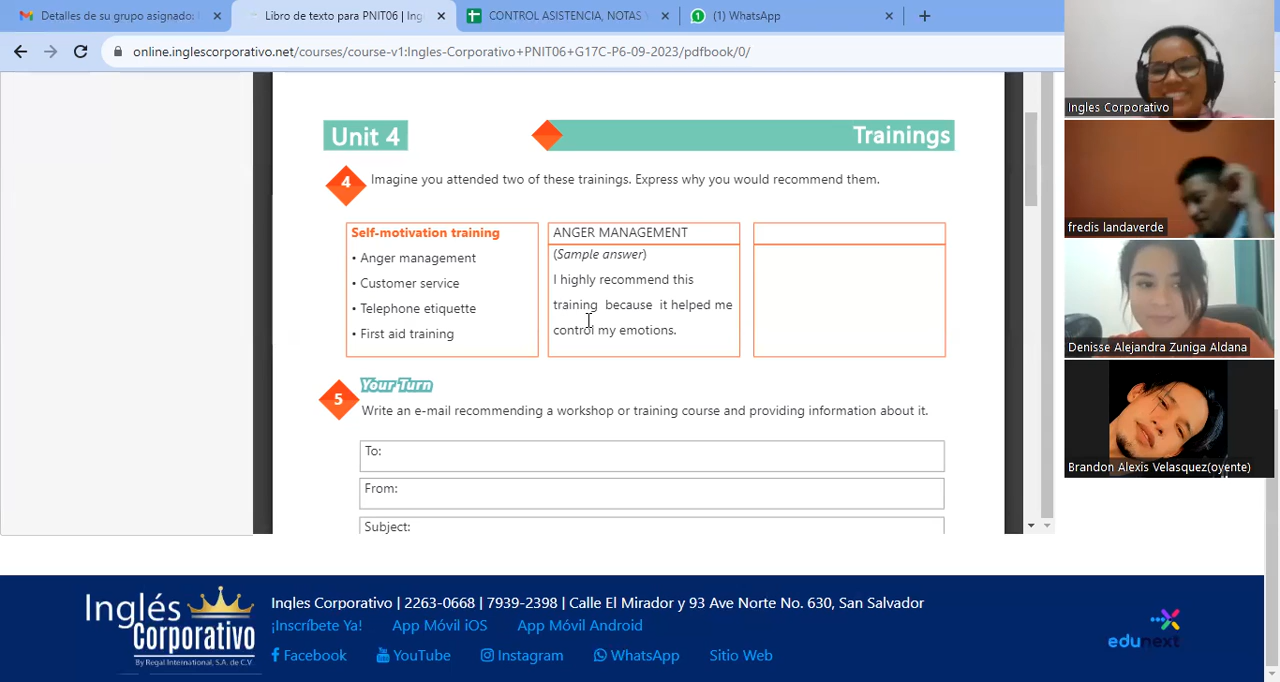 Detalles de su grupo asignado:
Libro de texto para PNIT06 | Ing
CONTROL ASISTENCIA, NOTAS
(1) WhatsApp
online.inglescorporativo.net/courses/course-v1:Ingles-Corporativo+PNIT06+G17C-P6-09-2023/pdfbook/0/
Unit 4
Trainings
4
Imagine you attended two of these trainings. Express why you would recommend them.
Self-motivation training
• Anger management
• Customer service
• Telephone etiquette
• First aid training
ANGER MANAGEMENT
(Sample answer)
I highly recommend this
training because it helped me
control my emotions.
5
Your Turn
Write an e-mail recommending a workshop or training course and providing information about it.
To:
From:
Subject:
Ingles Corporativo
fredis landaverde
Denisse Alejandra Zuniga Aldana
Brandon Alexis Velasquez(oyente)
Inglés
Corporativo
By Regal International, S.A. de C.V.
Ingles Corporativo | 2263-0668 | 7939-2398 | Calle El Mirador y 93 Ave Norte No. 630, San Salvador
¡Inscríbete Ya! App Móvil iOS App Móvil Android
Facebook YouTube Instagram WhatsApp Sitio Web
edunext